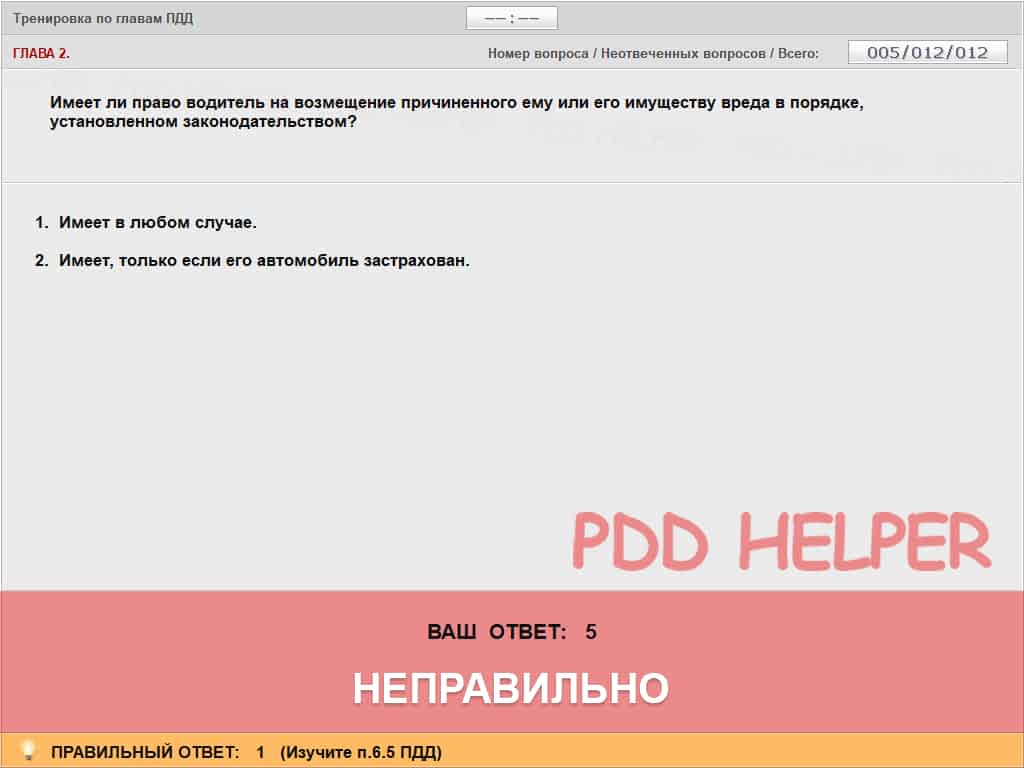 Тренировка по главам ПДД
–– : ––
ГЛАВА 2.
Номер вопроса / Неотвеченных вопросов / Всего:
005/012/012
Имеет ли право водитель на возмещение причиненного ему или его имуществу вреда в порядке,
установленном законодательством?
1. Имеет в любом случае.
2. Имеет, только если его автомобиль застрахован.
PDD HELPER
ВАШ ОТВЕТ: 5
НЕПРАВИЛЬНО
ПРАВИЛЬНЫЙ ОТВЕТ: 1 (Изучите п.6.5 ПДД)